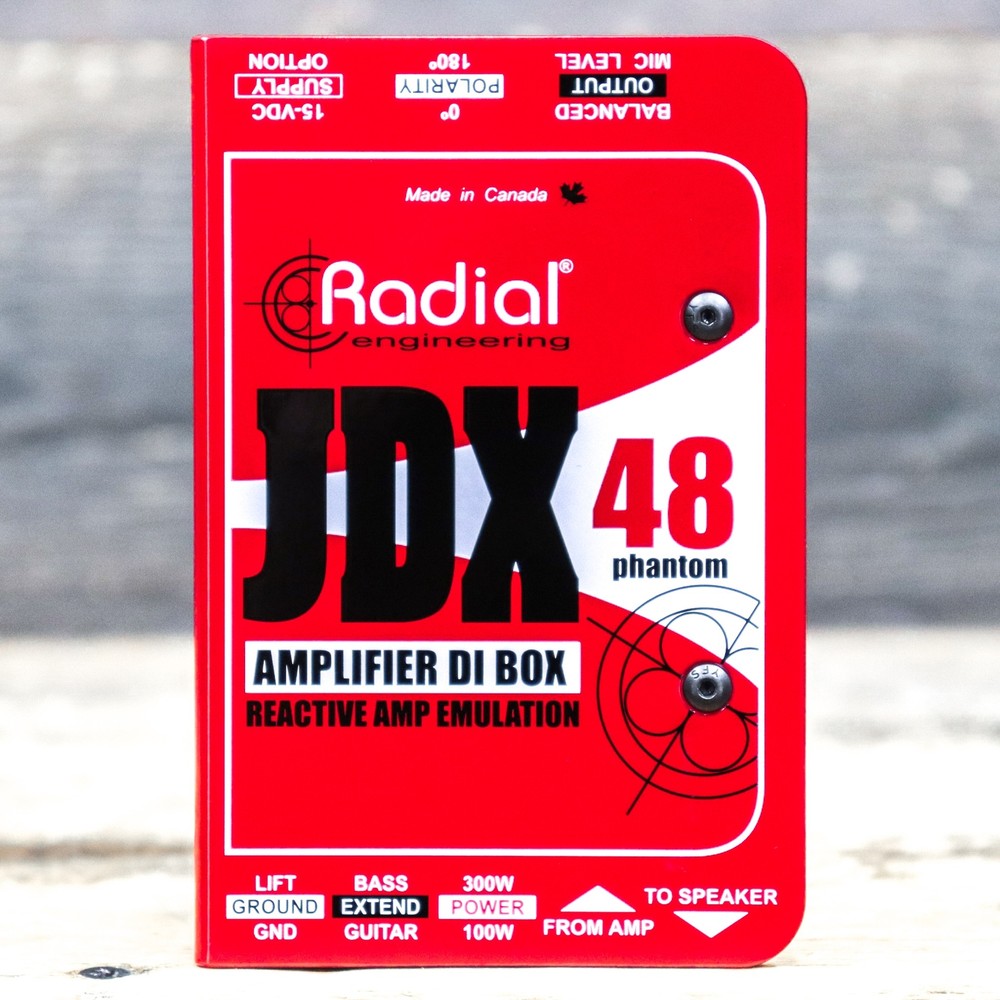 15-VDC
SUPPLY
OPTION
0°
POLARITY
180°
BALANCED
OUTPUT
MIC LEVEL
Made in Canada
Radial®
engineering
JDX
48
phantom
AMPLIFIER DI BOX
REACTIVE AMP EMULATION
LIFT
GROUND
GND
BASS
EXTEND
GUITAR
300W
POWER
100W
FROM AMP
TO SPEAKER